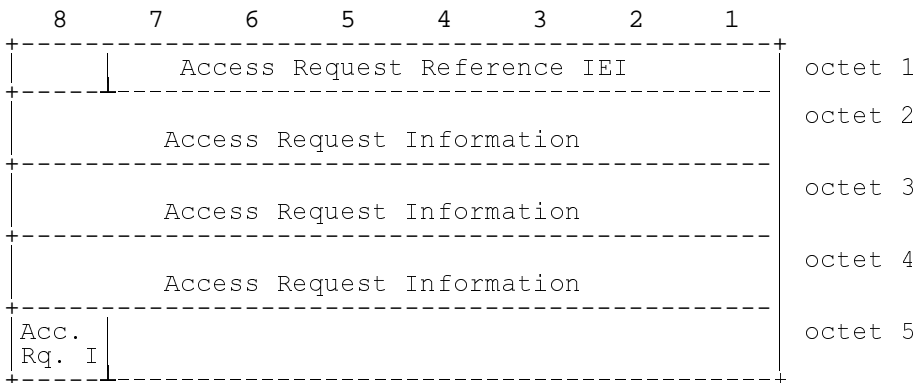 8 7 6 5 4 3 2 1
Access Request Reference IEI octet 1
octet 2
Access Request Information
octet 3
Access Request Information
octet 4
Access Request Information
Acc. octet 5
Rq. I